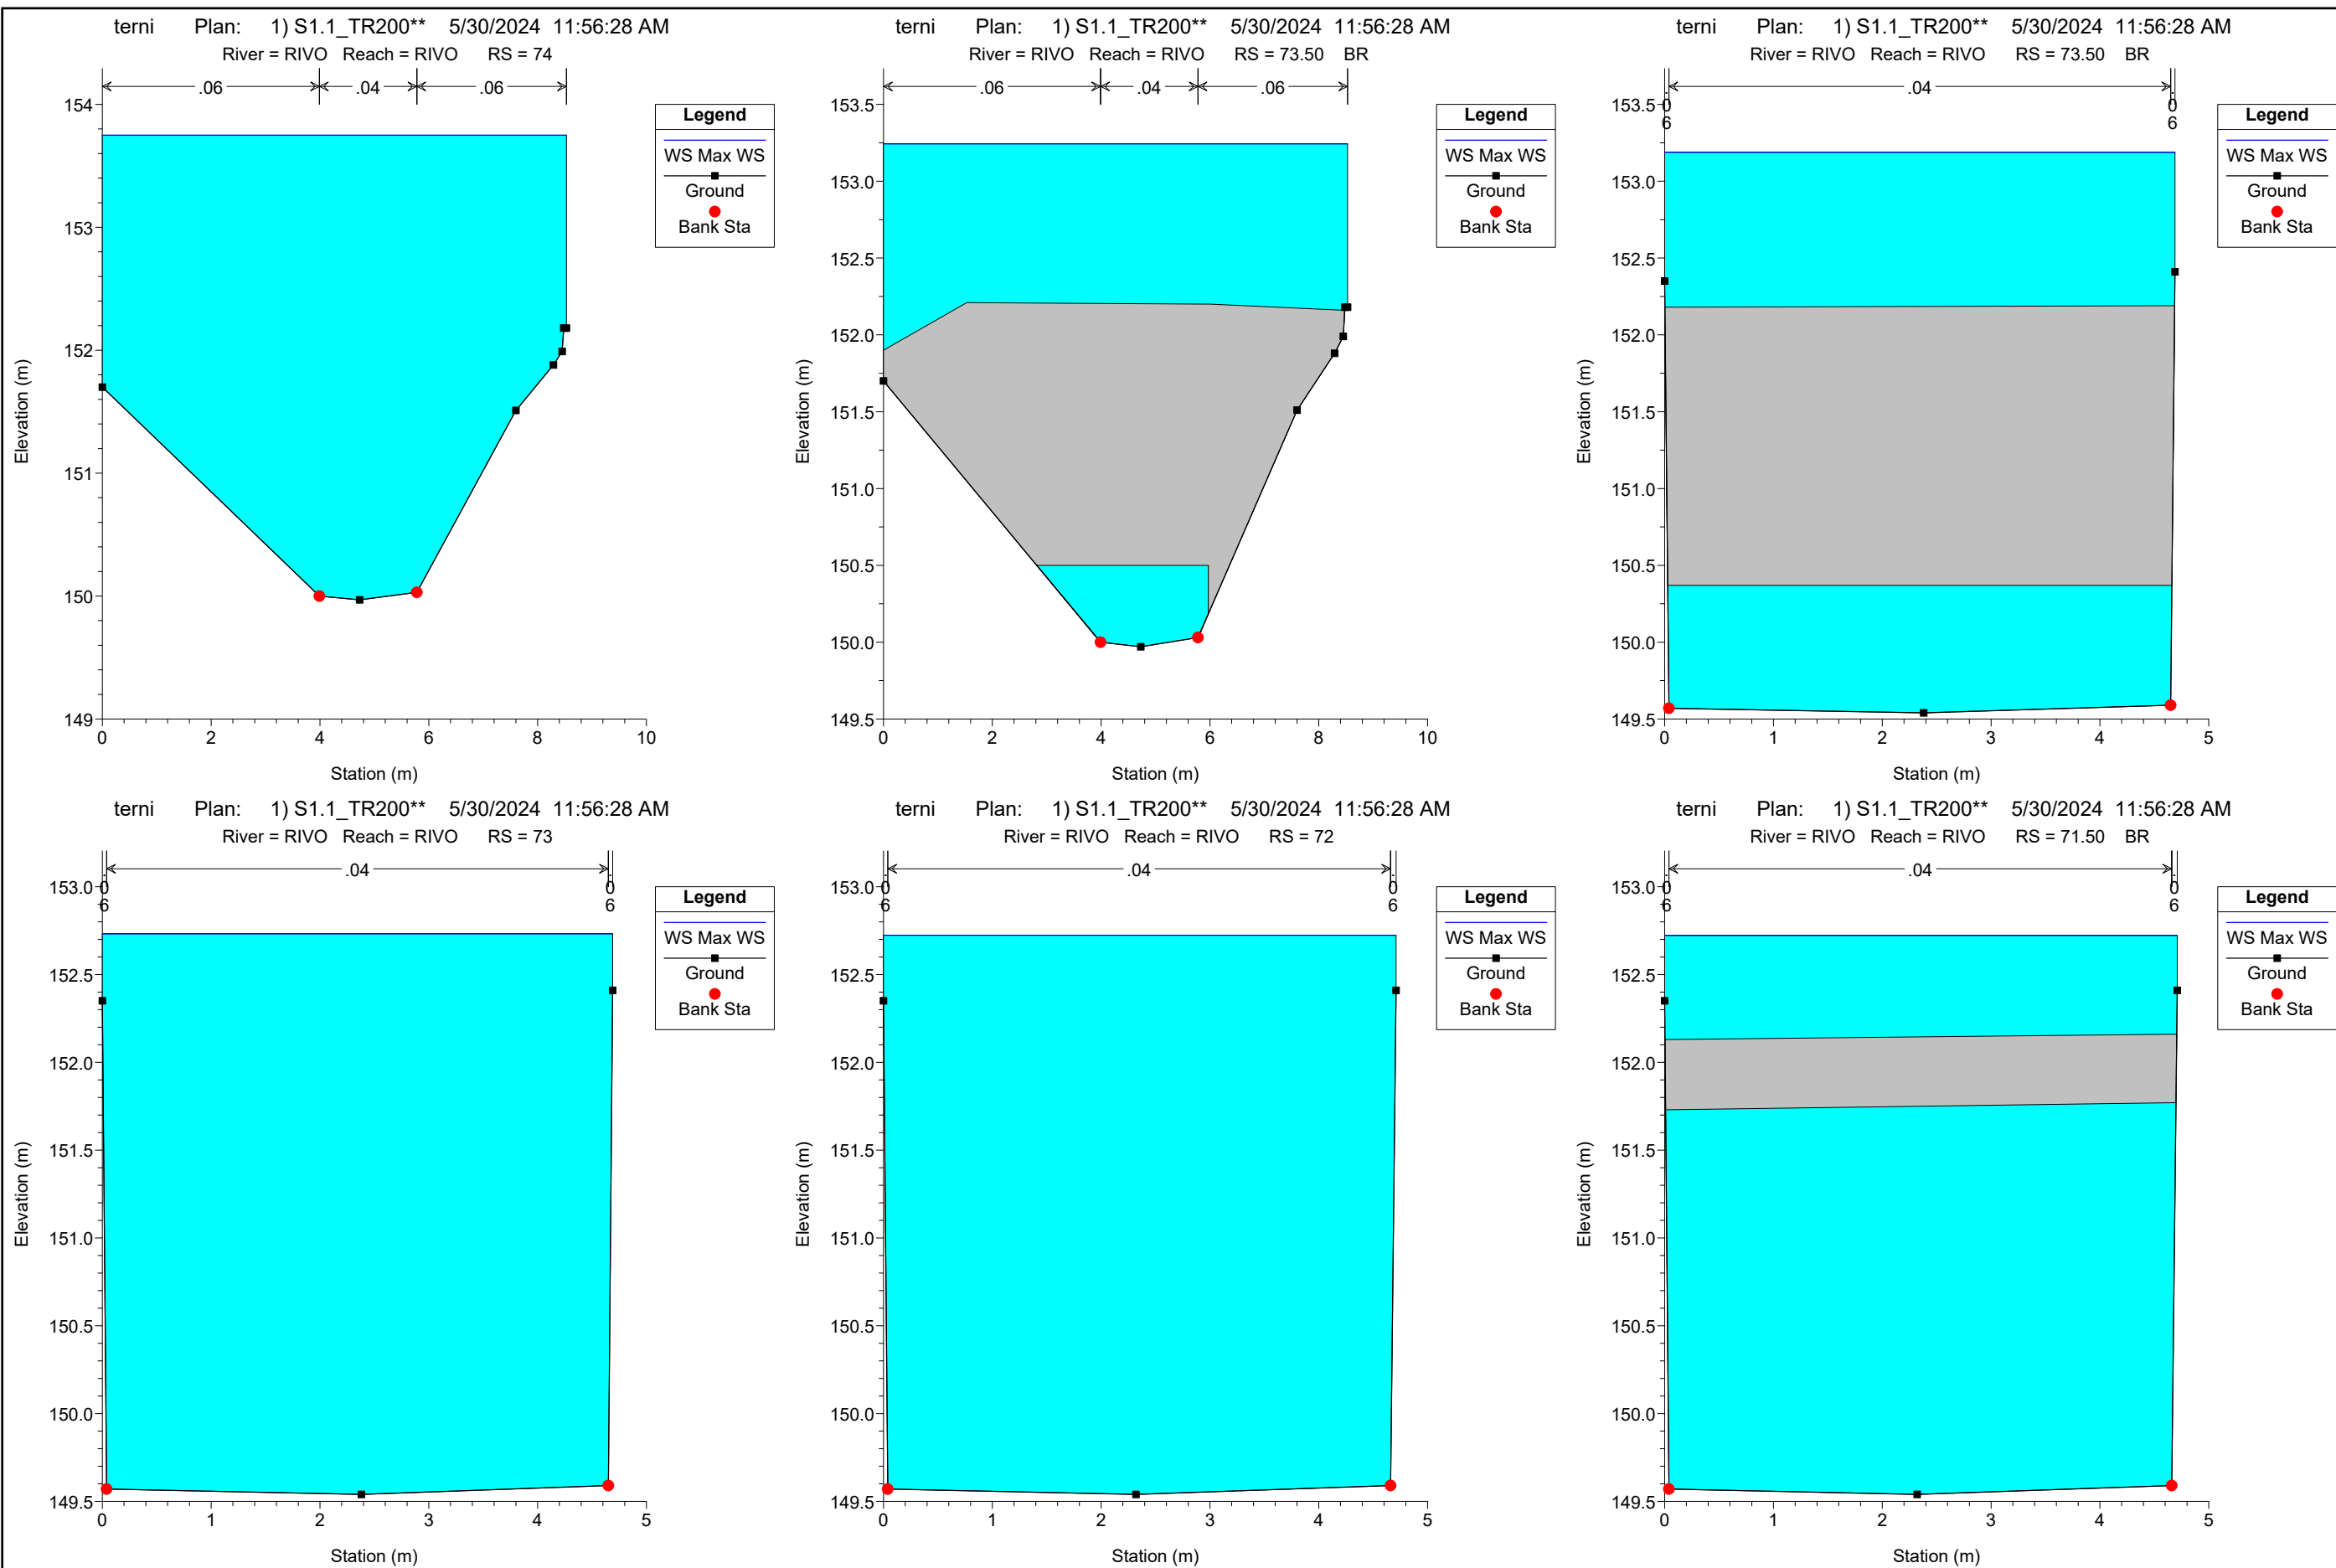 terni Plan: 1) S1.1_TR200** 5/30/2024 11:56:28 AM
River = RIVO Reach = RIVO RS = 74
.06 .04 .06
Legend
WS Max WS
Ground
Bank Sta
154
153
152
151
150
149
Elevation (m)
0 2 4 6 8 10
Station (m)
terni Plan: 1) S1.1_TR200** 5/30/2024 11:56:28 AM
River = RIVO Reach = RIVO RS = 73.50 BR
.06 .04 .06
Legend
WS Max WS
Ground
Bank Sta
153.5
153.0
152.5
152.0
151.5
151.0
150.5
150.0
149.5
Elevation (m)
0 2 4 6 8 10
Station (m)
terni Plan: 1) S1.1_TR200** 5/30/2024 11:56:28 AM
River = RIVO Reach = RIVO RS = 73.50 BR
.06 .04 .06
Legend
WS Max WS
Ground
Bank Sta
153.5
153.0
152.5
152.0
151.5
151.0
150.5
150.0
149.5
Elevation (m)
0 1 2 3 4 5
Station (m)
terni Plan: 1) S1.1_TR200** 5/30/2024 11:56:28 AM
River = RIVO Reach = RIVO RS = 73
.06 .04 .06
Legend
WS Max WS
Ground
Bank Sta
153.0
152.5
152.0
151.5
151.0
150.5
150.0
149.5
Elevation (m)
0 1 2 3 4 5
Station (m)
terni Plan: 1) S1.1_TR200** 5/30/2024 11:56:28 AM
River = RIVO Reach = RIVO RS = 72
.06 .04 .06
Legend
WS Max WS
Ground
Bank Sta
153.0
152.5
152.0
151.5
151.0
150.5
150.0
149.5
Elevation (m)
0 1 2 3 4 5
Station (m)
terni Plan: 1) S1.1_TR200** 5/30/2024 11:56:28 AM
River = RIVO Reach = RIVO RS = 71.50 BR
.06 .04 .06
Legend
WS Max WS
Ground
Bank Sta
153.0
152.5
152.0
151.5
151.0
150.5
150.0
149.5
Elevation (m)
0 1 2 3 4 5
Station (m)